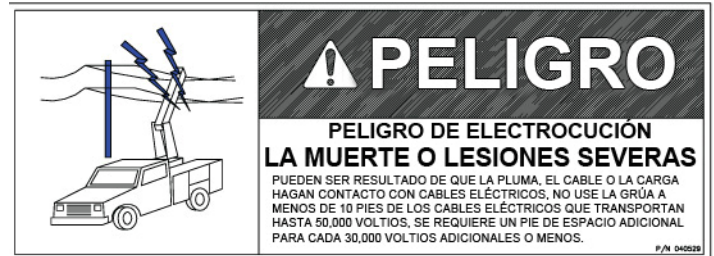 PELIGRO
PELIGRO DE ELECTROCUCIÓN
LA MUERTE O LESIONES SEVERAS
PUEDEN SER RESULTADO DE QUE LA PLUMA, EL CABLE O LA CARGA
HAGAN CONTACTO CON CABLES ELÉCTRICOS, NO USE LA GRÚA A
MENOS DE 10 PIES DE LOS CABLES ELÉCTRICOS QUE TRANSPORTAN
HASTA 50,000 VOLTIOS, SE REQUIERE UN PIE DE ESPACIO ADICIONAL
PARA CADA 30,000 VOLTIOS ADICIONALES O MENOS.
P/N 040529